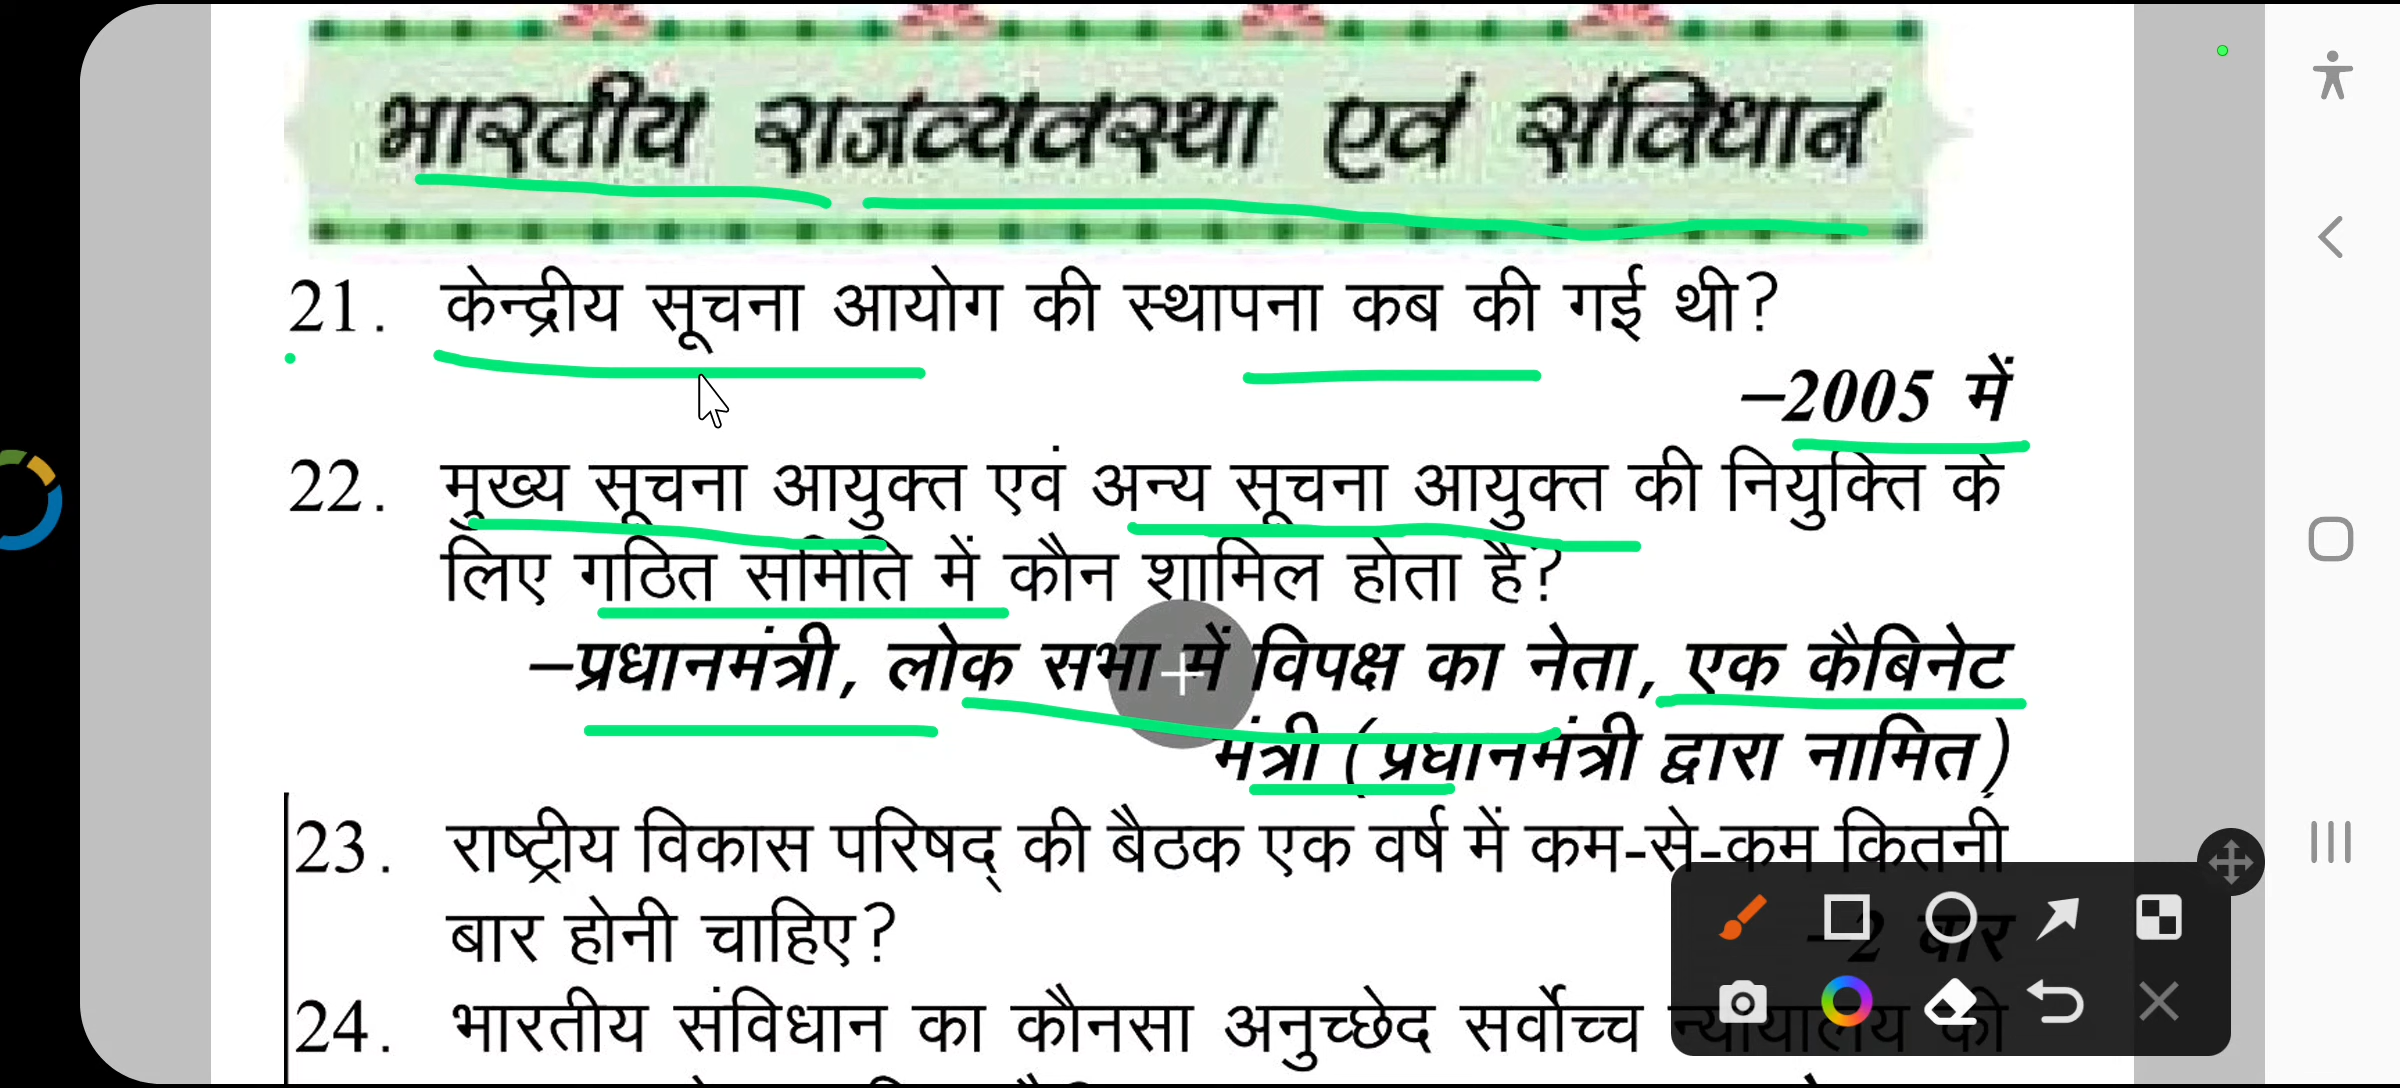 भारतीय राजव्यवस्था एवं संविधान
21. केन्द्रीय सूचना आयोग की स्थापना कब की गई थी?
–2005 में
22. मुख्य सूचना आयुक्त एवं अन्य सूचना आयुक्त की नियुक्ति के
लिए गठित समिति में कौन शामिल होता है?
–प्रधानमंत्री, लोक सभा में विपक्ष का नेता, एक कैबिनेट
मंत्री (प्रधानमंत्री द्वारा नामित)
23. राष्ट्रीय विकास परिषद् की बैठक एक वर्ष में कम-से-कम कितनी
बार होनी चाहिए? –2 वार
24. भारतीय संविधान का कौनसा अनुच्छेद सर्वोच्च न्यायालय की